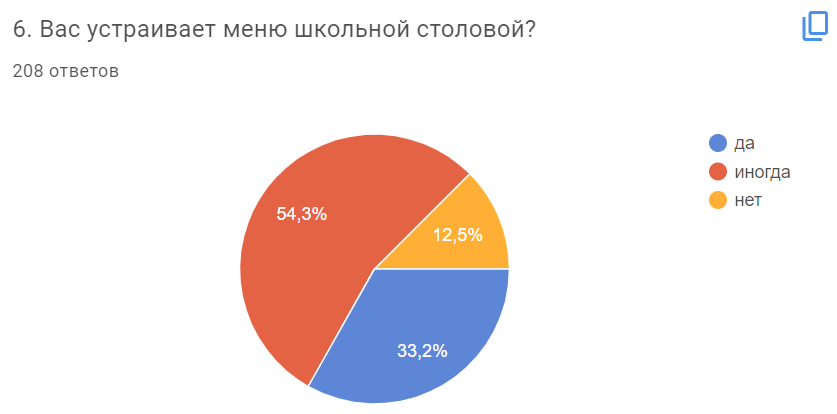 6. Вас устраивает меню школьной столовой?
208 ответов
да
иногда
нет
54,3%
12,5%
33,2%